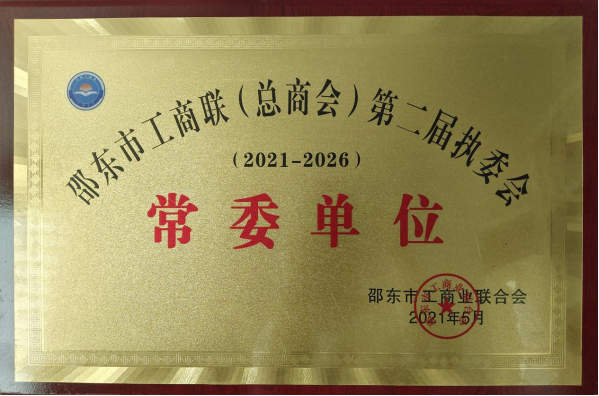 邵东市工商联（总商会）第二届执委会
（2021-2026）
常委单位
邵东市工商业联合会
2021年5月